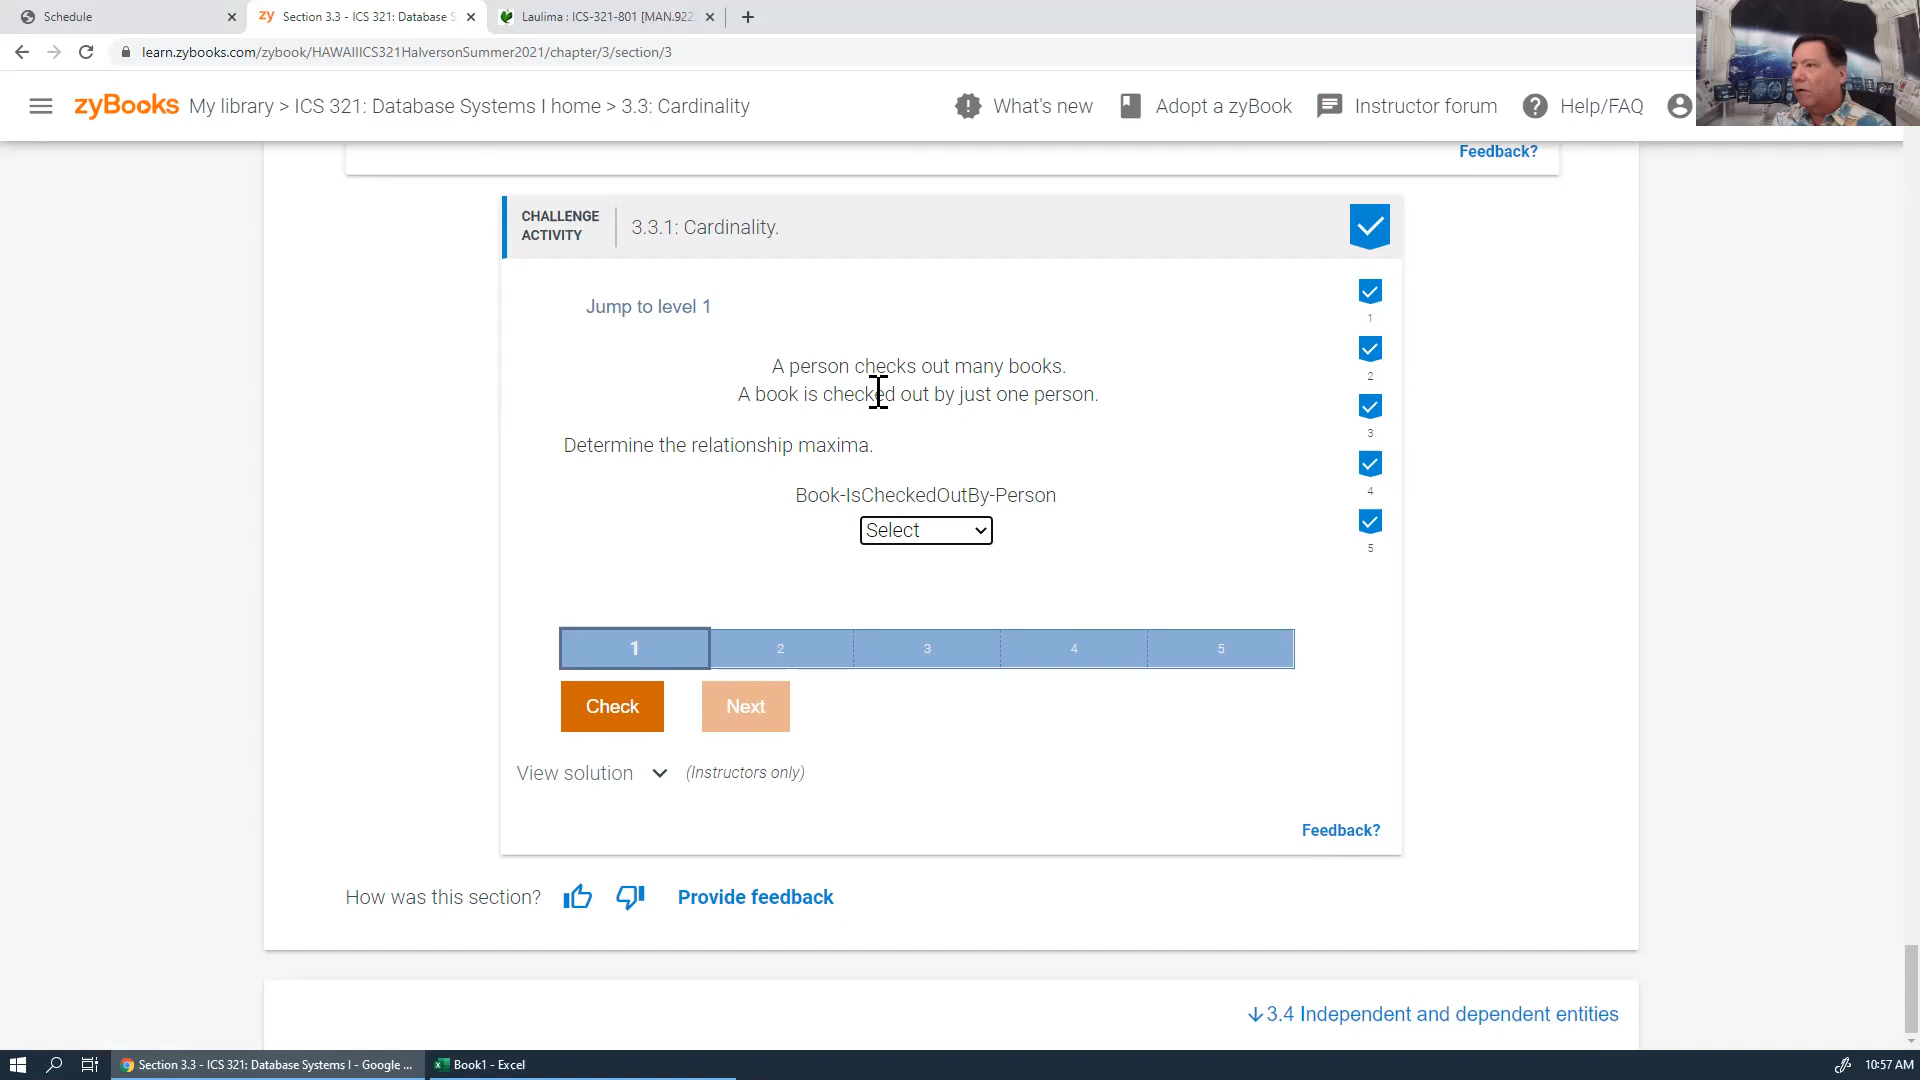 Schedule
zy Section 3.3 - ICS 321: Database S
Laulima : ICS-321-801 [MAN.922
learn.zybooks.com/zybook/HAWAIIICS321HalversonSummer2021/chapter/3/section/3
zyBooks My library > ICS 321: Database Systems I home > 3.3: Cardinality
What's new
Adopt a zyBook
Instructor forum
Help/FAQ
Feedback?
CHALLENGE
ACTIVITY
3.3.1: Cardinality.
Jump to level 1
1
A person checks out many books.
2
A book is checked out by just one person.
3
Determine the relationship maxima.
4
Book-IsCheckedOutBy-Person
Select
5
1 2 3 4 5
Check Next
View solution (Instructors only)
Feedback?
How was this section? Provide feedback
3.4 Independent and dependent entities
Section 3.3 - ICS 321: Database Systems I - Google ...
Book1 - Excel
10:57 AM